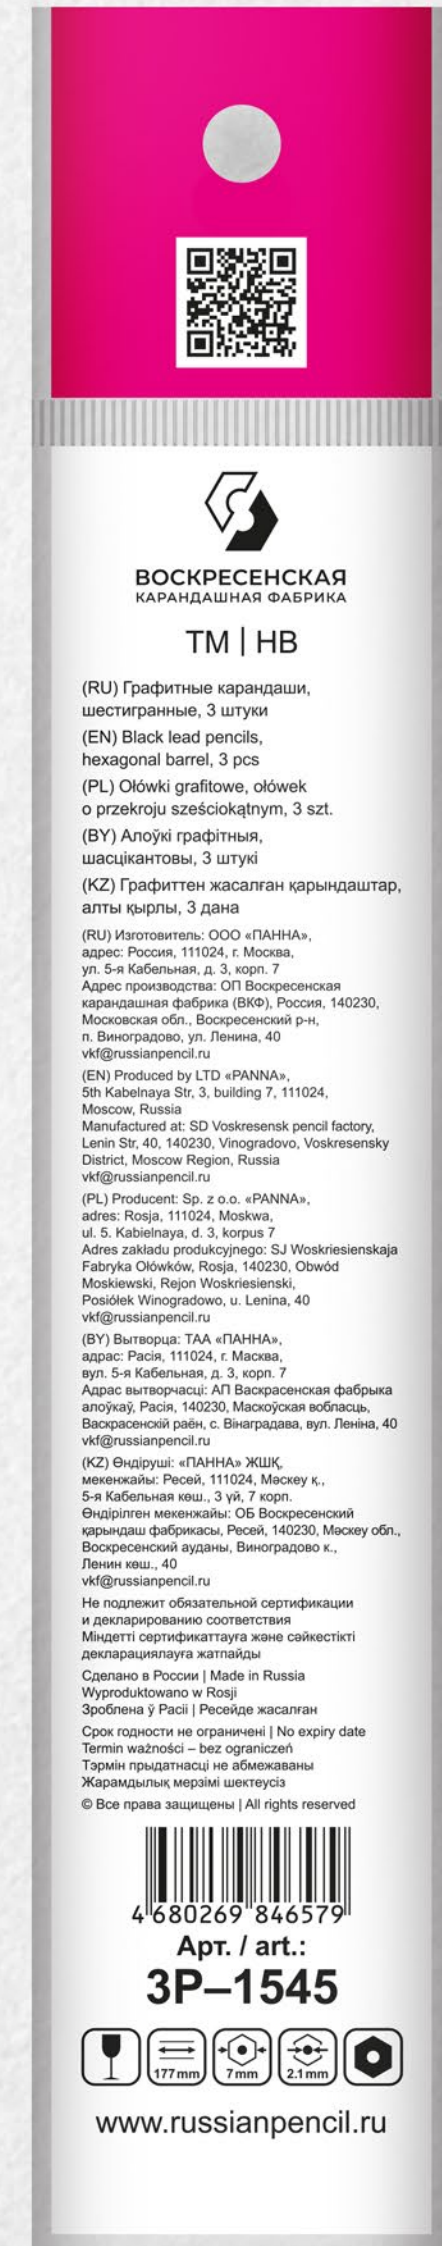 ВОСКРЕСЕНСКАЯ
КАРАНДАШНАЯ ФАБРИКА
ТМ | НВ
(RU) Графитные карандаши,
шестигранные, 3 штуки
(EN) Black lead pencils,
hexagonal barrel, 3 pcs
(PL) Ołówki grafitowe, ołówek
o przekroju sześciokątnym, 3 szt.
(BY) Алоўкі графітныя,
шасцікантовы, 3 штукі
(KZ) Графиттен жасалған қарындаштар,
алты қырлы, 3 дана
(RU) Изготовитель: ООО «ПАННА»,
адрес: Россия, 111024, г. Москва,
ул. 5-я Кабельная, д. 3, корп. 7
Адрес производства: ОП Воскресенская
карандашная фабрика (ВКФ), Россия, 140230,
Московская обл., Воскресенский р-н,
п. Виноградово, ул. Ленина, 40
vkf@russianpencil.ru
(EN) Produced by LTD «PANNA»,
5th Kabelnaya Str, 3, building 7, 111024,
Moscow, Russia
Manufactured at: SD Voskresensk pencil factory,
Lenin Str, 40, 140230, Vinogradovo, Voskresensky
District, Moscow Region, Russia
vkf@russianpencil.ru
(PL) Producent: Sp. z o.o. «PANNA»,
adres: Rosja, 111024, Moskwa,
ul. 5. Kabielnaya, d. 3, korpus 7
Adres zakładu produkcyjnego: SJ Woskriesienskaja
Fabryka Ołówków, Rosja, 140230, Obwód
Moskiewski, Rejon Woskriesienski,
Posiółek Winogradowo, u. Lenina, 40
vkf@russianpencil.ru
(BY) Вытворца: ТАА «ПАННА»,
адрас: Расія, 111024, г. Масква,
вул. 5-я Кабельная, д. 3, корп. 7
Адрас вытворчасці: АП Васкрасенская фабрыка
алоўкаў, Расія, 140230, Маскоўская вобласць,
Васкрасенскій раён, с. Вінаградава, вул. Леніна, 40
vkf@russianpencil.ru
(KZ) Өндіруші: «ПАННА» ЖШҚ,
мекенжайы: Ресей, 111024, Мәскеу қ.,
5-я Кабельная көш., 3 үй, 7 корп.
Өндірілген мекенжайы: ОБ Воскресенский
қарындаш фабрикасы, Ресей, 140230, Мәскеу обл.,
Воскресенский ауданы, Виноградово к.,
Ленин көш., 40
vkf@russianpencil.ru
Не подлежит обязательной сертификации
и декларированию соответствия
Міндетті сертификаттауға және сәйкестікті
декларациялауға жатпайды
Сделано в России | Made in Russia
Wyproduktowano w Rosji
Зроблена ў Расіі | Ресейде жасалған
Срок годности не ограничені | No expiry date
Termin ważności – bez ograniczeń
Тэрмін прыдатнасці не абмежаваны
Жарамдылық мерзімі шектеусіз
© Все права защищены | All rights reserved
4 680269 846579
Арт. / art.:
3P–1545
177 mm 7 mm 2.1 mm
www.russianpencil.ru